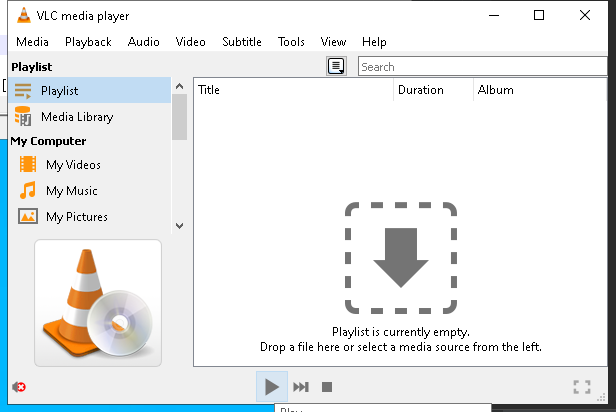 VLC media player
Media Playback Audio Video Subtitle Tools View Help
Playlist
Search
Playlist
Media Library
My Computer
My Videos
My Music
My Pictures
Title Duration Album
Playlist is currently empty.
Drop a file here or select a media source from the left.
Play